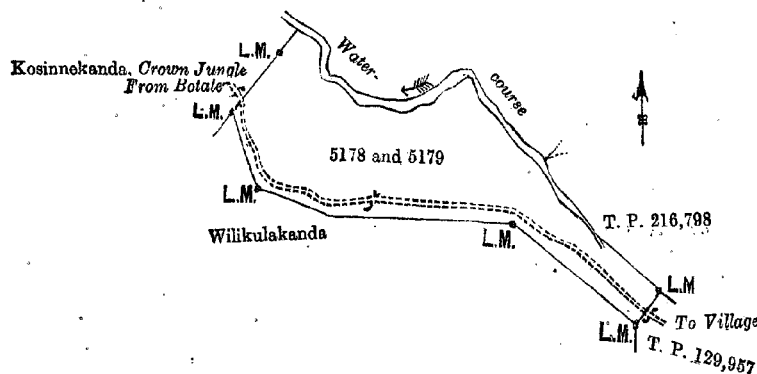 Water-
course
L.M.
Kosinnekanda, Crown Jungle
From Botale
L.M.
5178 and 5179
L.M.
Wilikulakanda
L.M.
T. P. 216,798
L.M
L.M.
To Village
T. P. 129,957